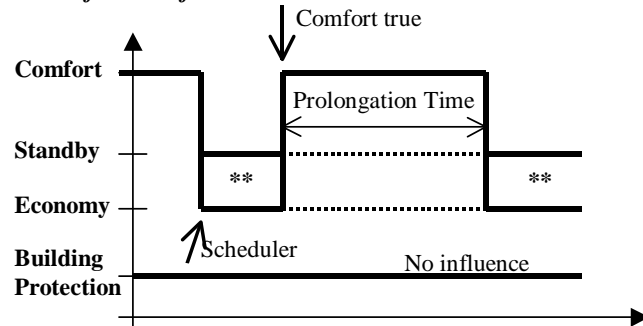 Comfort true
Comfort
Prolongation Time
Standby
** **
Economy
Scheduler
Building
Protection
No influence